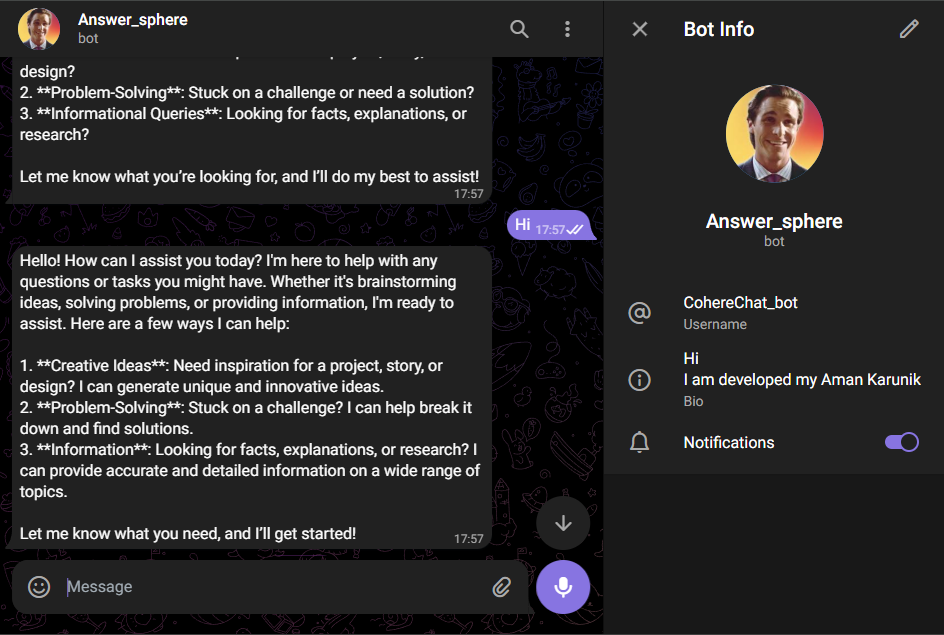 Answer_sphere
bot
design?
2. **Problem-Solving**: Stuck on a challenge or need a solution?
3. **Informational Queries**: Looking for facts, explanations, or
research?
Let me know what you’re looking for, and I’ll do my best to assist!
17:57
Hi 17:57
Hello! How can I assist you today? I'm here to help with any
questions or tasks you might have. Whether it's brainstorming
ideas, solving problems, or providing information, I'm ready to
assist. Here are a few ways I can help:
1. **Creative Ideas**: Need inspiration for a project, story, or
design? I can generate unique and innovative ideas.
2. **Problem-Solving**: Stuck on a challenge? I can help break it
down and find solutions.
3. **Information**: Looking for facts, explanations, or research? I
can provide accurate and detailed information on a wide range of
topics.
Let me know what you need, and I’ll get started!
17:57
Message
Bot Info
Answer_sphere
bot
@ CohereChat_bot
Username
Hi
I am developed my Aman Karunik
Bio
Notifications